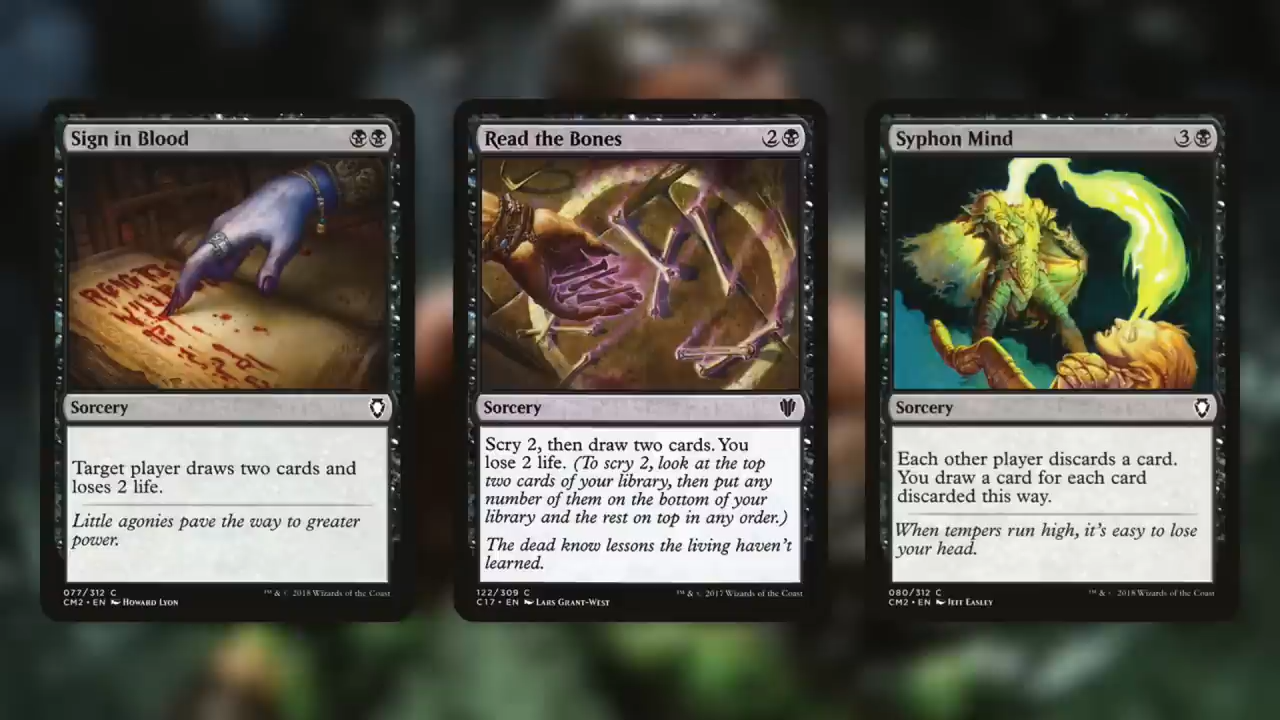 Sign in Blood
Sorcery
Target player draws two cards and
loses 2 life.
Little agonies pave the way to greater
power.
077/312 C
CM2 • EN Howard Lyon
™ & © 2018 Wizards of the Coast
Read the Bones 2
Sorcery
Scry 2, then draw two cards. You
lose 2 life. (To scry 2, look at the top
two cards of your library, then put any
number of them on the bottom of your
library and the rest on top in any order.)
The dead know lessons the living haven't
learned.
122/309 C
C17 • EN Lars Grant-West
™ & © 2017 Wizards of the Coast
Syphon Mind 3
Sorcery
Each other player discards a card.
You draw a card for each card
discarded this way.
When tempers run high, it's easy to lose
your head.
080/312 C
CM2 • EN Jeff Easley
™ & © 2018 Wizards of the Coast